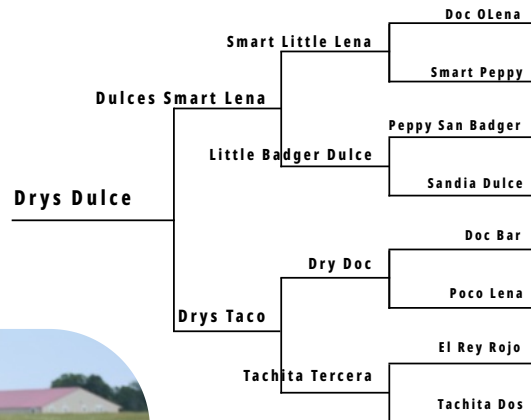 Doc OLena
Smart Little Lena
Smart Peppy
Dulces Smart Lena
Peppy San Badger
Little Badger Dulce
Sandia Dulce
Drys Dulce
Doc Bar
Dry Doc
Poco Lena
Drys Taco
El Rey Rojo
Tachita Tercera
Tachita Dos